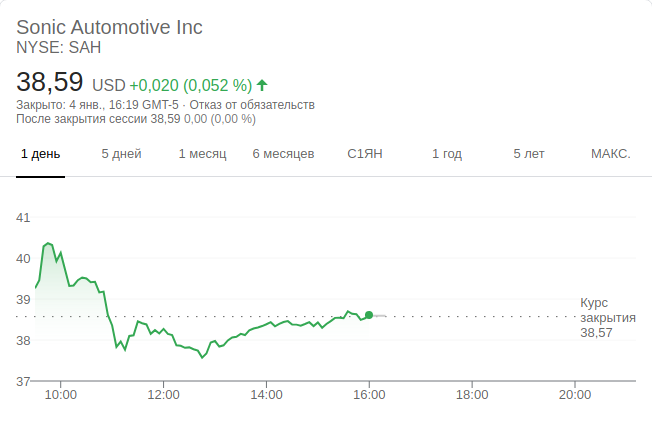 Sonic Automotive Inc
NYSE: SAH
38,59 USD +0,020 (0,052 %)
Закрыто: 4 янв., 16:19 GMT-5 · Отказ от обязательств
После закрытия сессии 38,59 0,00 (0,00 %)
1 день 5 дней 1 месяц 6 месяцев С1ЯН 1 год 5 лет МАКС.
41
40
39
Курс
закрытия
38,57
38
37
10:00 12:00 14:00 16:00 18:00 20:00